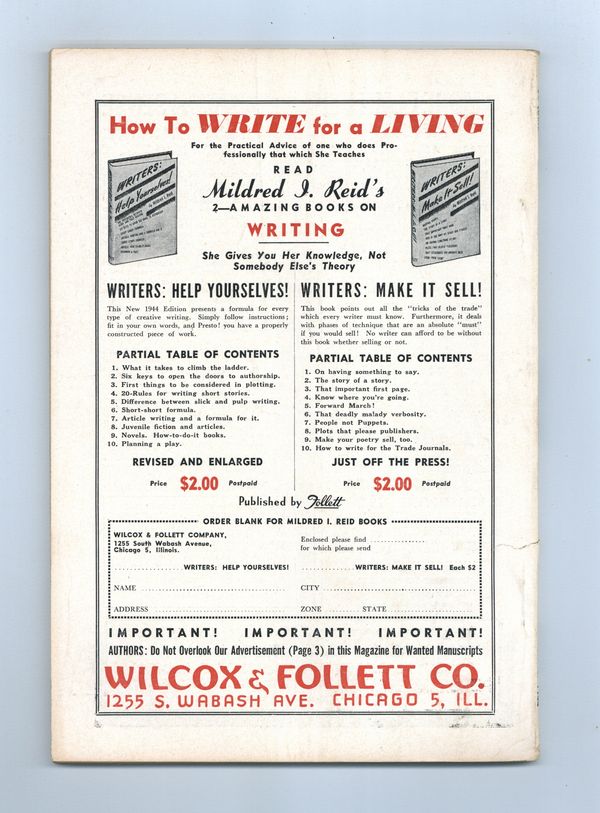 How To WRITE for a LIVING
For the Practical Advice of one who does Pro-
fessionally that which She Teaches
READ
Mildred I. Reid's
2—AMAZING BOOKS ON
WRITING
She Gives You Her Knowledge, Not
Somebody Else's Theory
WRITERS:
Help Yourselves!
WRITERS:
Make It Sell!
WRITERS: HELP YOURSELVES!
This New 1944 Edition presents a formula for every
type of creative writing. Simply follow instructions;
fit in your own words, and Presto! you have a properly
constructed piece of work.
PARTIAL TABLE OF CONTENTS
1. What it takes to climb the ladder.
2. Six keys to open the doors to authorship.
3. First things to be considered in plotting.
4. 20-Rules for writing short stories.
5. Difference between slick and pulp writing.
6. Short-short formula.
7. Article writing and a formula for it.
8. Juvenile fiction and articles.
9. Novels. How-to-do-it books.
10. Planning a play.
REVISED AND ENLARGED
Price $2.00 Postpaid
WRITERS: MAKE IT SELL!
This book points out all the "tricks of the trade"
which every writer must know. Furthermore, it deals
with phases of technique that are an absolute "must"
if you would sell! No writer can afford to be without
this book whether selling or not.
PARTIAL TABLE OF CONTENTS
1. On having something to say.
2. The story of a story.
3. That important first page.
4. Know where you're going.
5. Forward March!
6. That deadly malady verbosity.
7. People not Puppets.
8. Plots that please publishers.
9. Make your poetry sell, too.
10. How to write for the Trade Journals.
JUST OFF THE PRESS!
Price $2.00 Postpaid
Published by Follett
ORDER BLANK FOR MILDRED I. REID BOOKS
WILCOX & FOLLETT COMPANY,
1255 South Wabash Avenue,
Chicago 5, Illinois.
Enclosed please find
for which please send
WRITERS: HELP YOURSELVES!
WRITERS: MAKE IT SELL! Each $2
NAME CITY
ADDRESS ZONE STATE
IMPORTANT! IMPORTANT! IMPORTANT!
AUTHORS: Do Not Overlook Our Advertisement (Page 3) in this Magazine for Wanted Manuscripts
WILCOX & FOLLETT CO.
1255 S. WABASH AVE. CHICAGO 5, ILL.